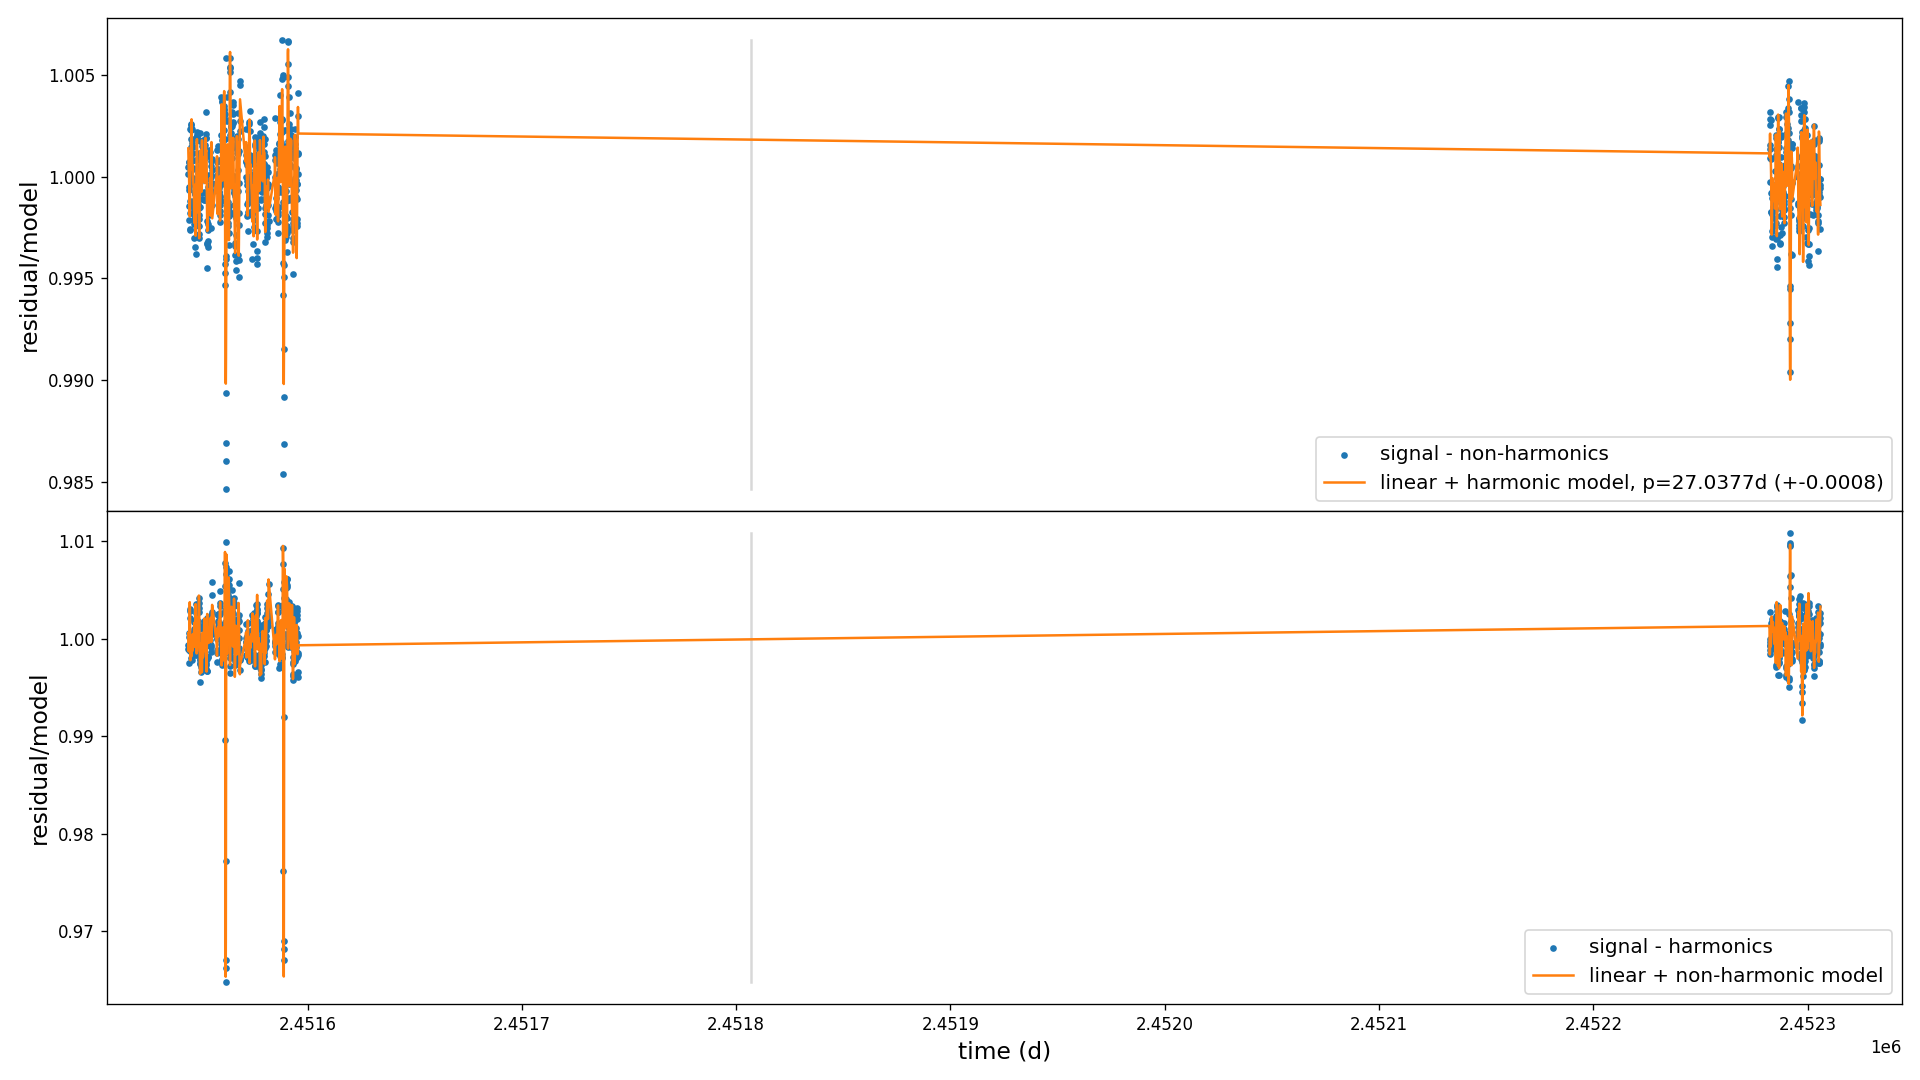 1.005
1.000
0.995
0.990
0.985
residual/model
signal - non-harmonics
linear + harmonic model, p=27.0377d (+-0.0008)
1.01
1.00
0.99
0.98
0.97
residual/model
signal - harmonics
linear + non-harmonic model
2.4516 2.4517 2.4518 2.4519 2.4520 2.4521 2.4522 2.4523
1e6
time (d)